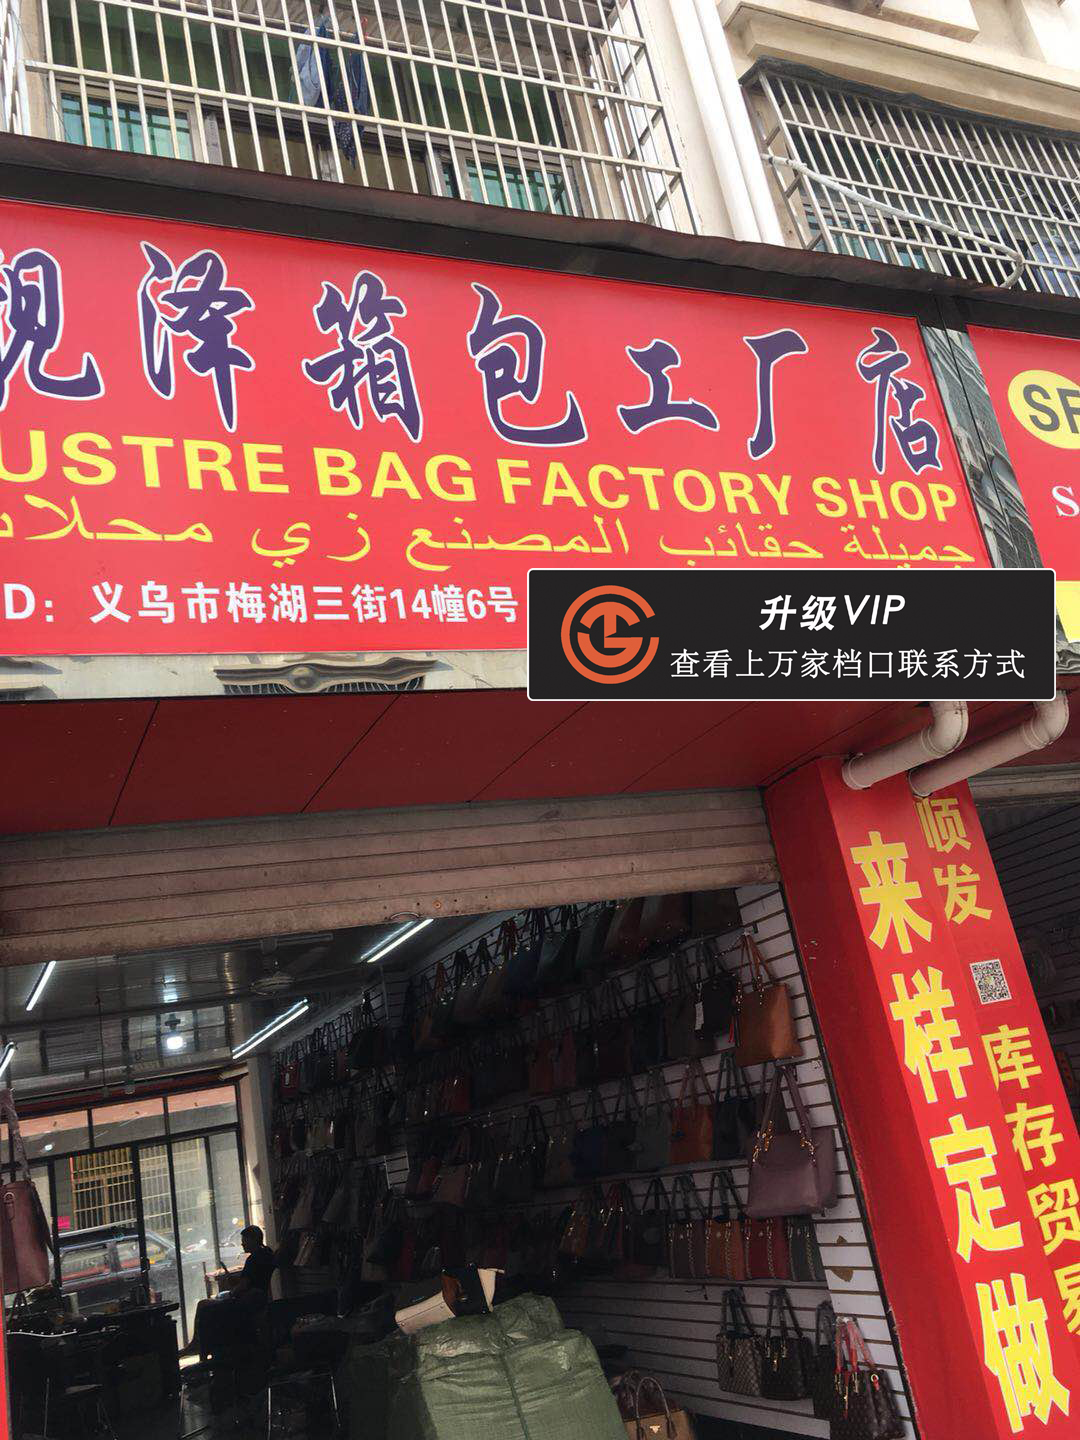 靓泽箱包工厂店
USTRE BAG FACTORY SHOP
جميلة حقائب المصنع زي محلات
D：义乌市梅湖三街14幢6号
SF
S
升级VIP
查看上万家档口联系方式
来样定做
顺发
库存贸易